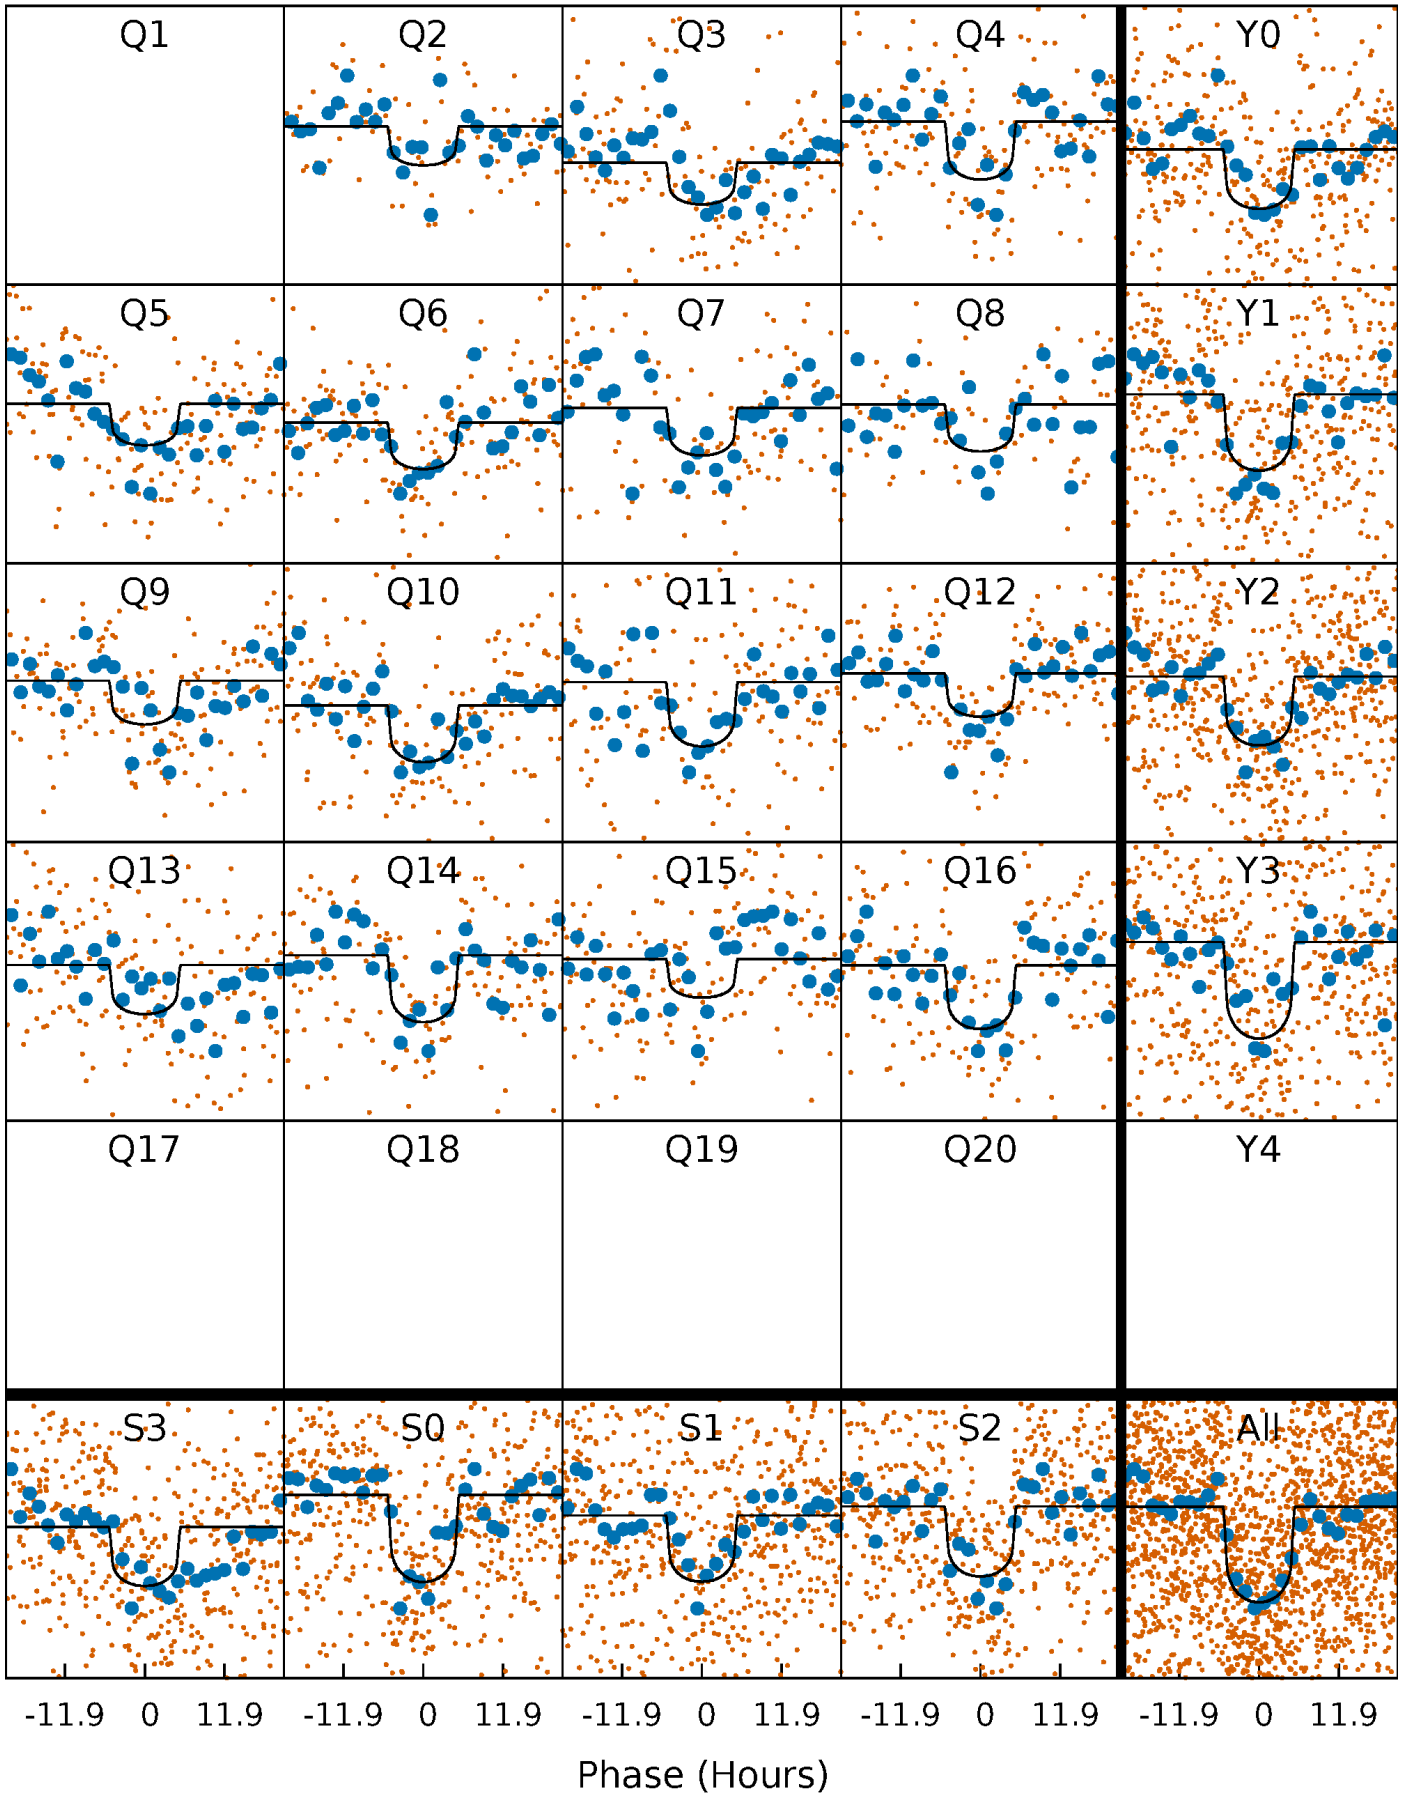 Q1 Q2 Q3 Q4 Y0
Q5 Q6 Q7 Q8 Y1
Q9 Q10 Q11 Q12 Y2
Q13 Q14 Q15 Q16 Y3
Q17 Q18 Q19 Q20 Y4
S3 S0 S1 S2 All
-11.9 0 11.9 -11.9 0 11.9 -11.9 0 11.9 -11.9 0 11.9 -11.9 0 11.9
Phase (Hours)